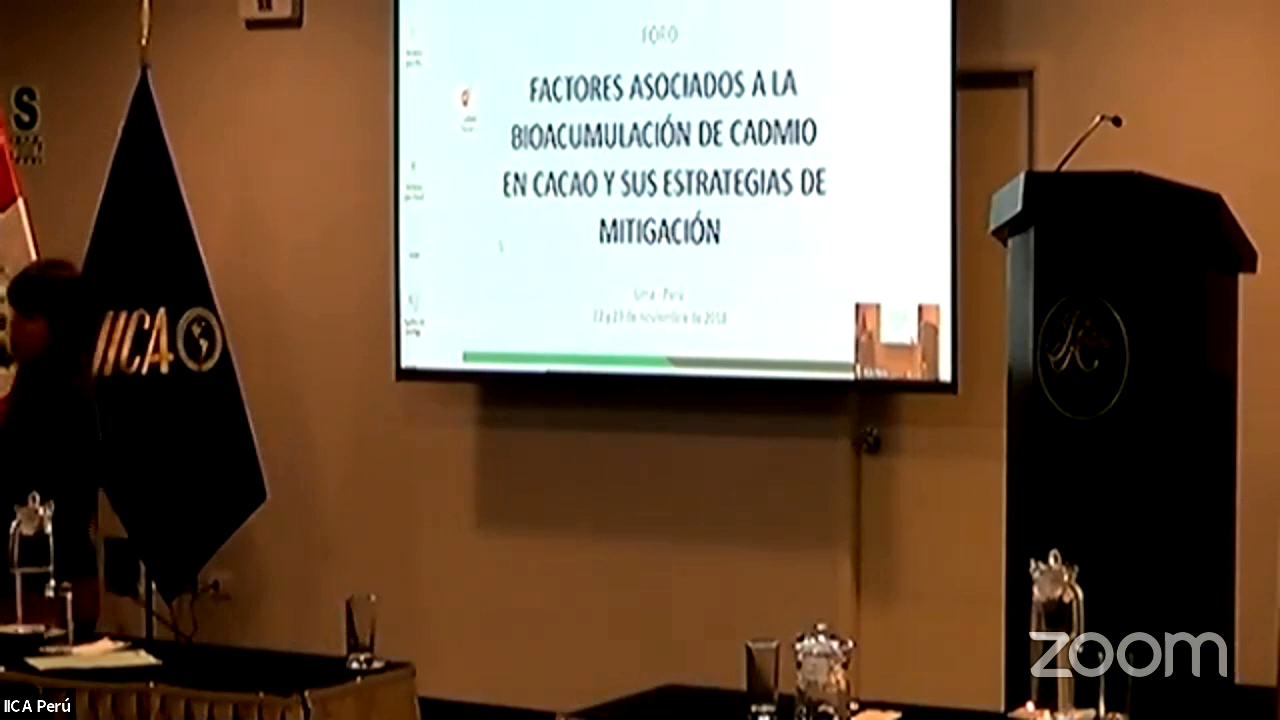 S
FORO
FACTORES ASOCIADOS A LA
BIOACUMULACIÓN DE CADMIO
EN CACAO Y SUS ESTRATEGIAS DE
MITIGACIÓN
Lima - Perú
IICA
zoom
IICA Perú